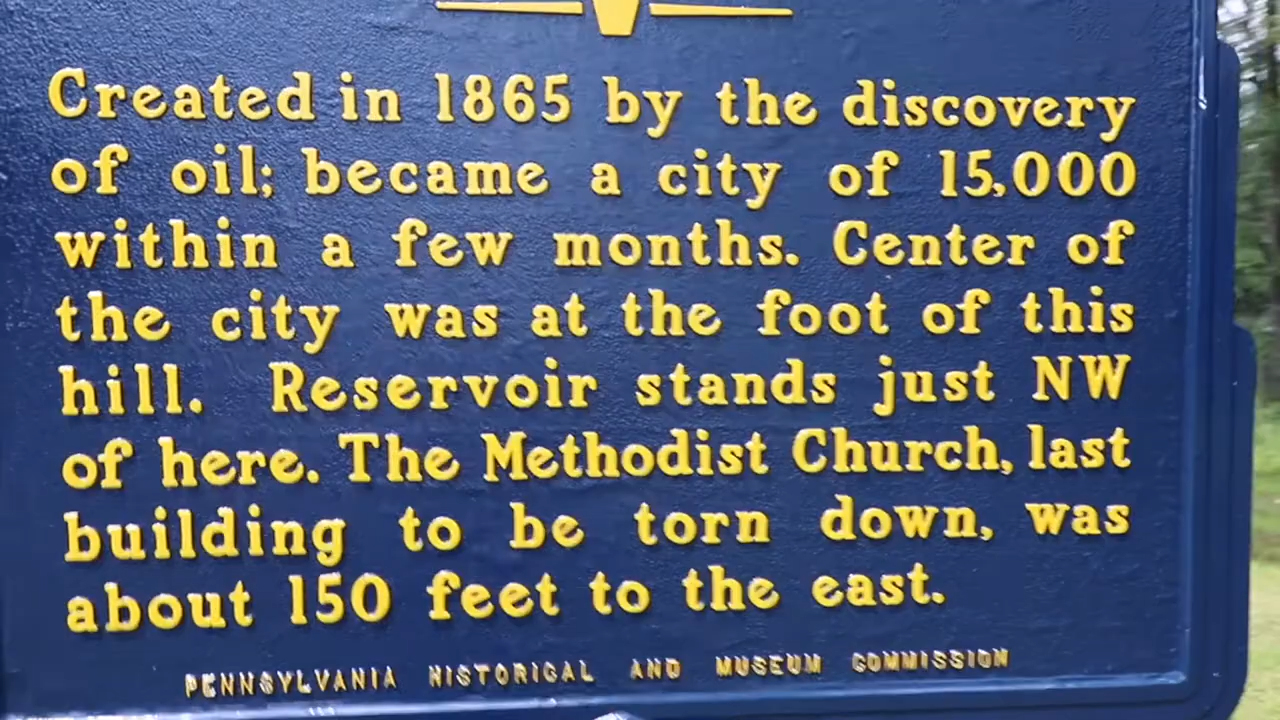 Created in 1865 by the discovery
of oil; became a city of 15,000
within a few months. Center of
the city was at the foot of this
hill. Reservoir stands just NW
of here. The Methodist Church, last
building to be torn down, was
about 150 feet to the east.
PENNSYLVANIA HISTORICAL AND MUSEUM COMMISSION